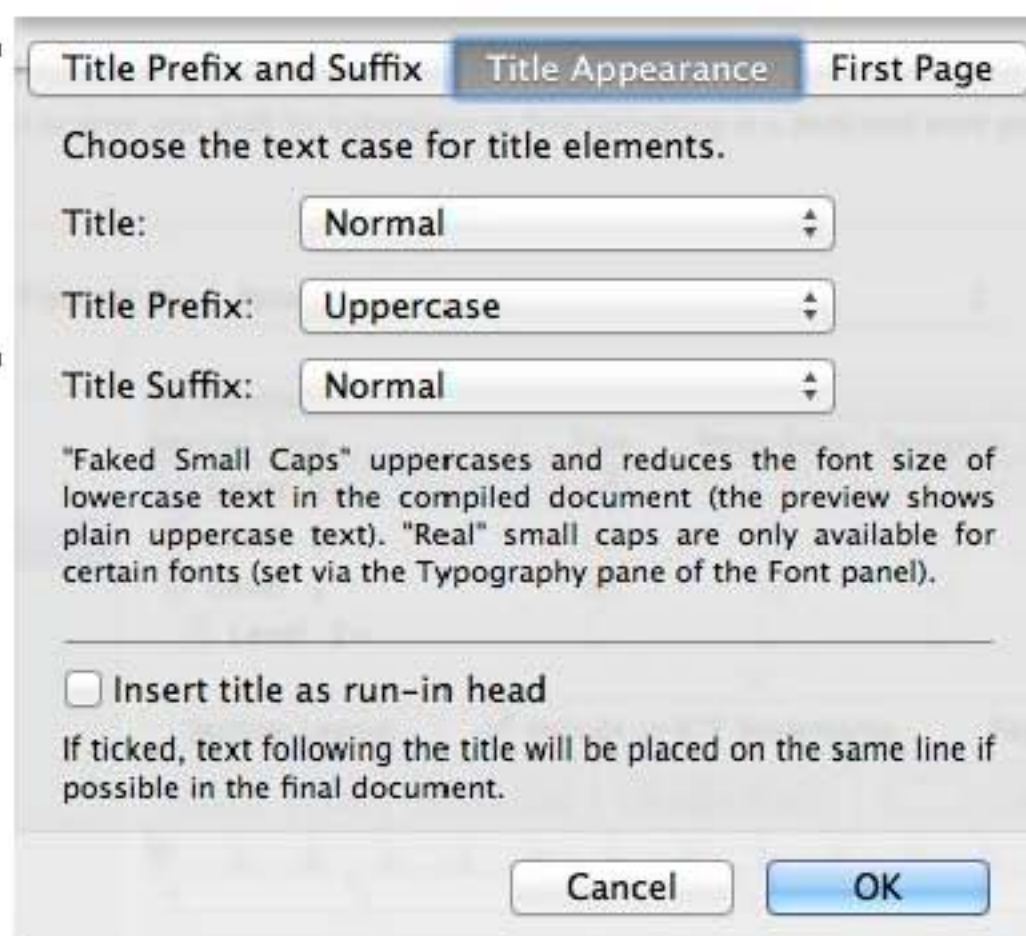 Title Prefix and Suffix Title Appearance First Page
Choose the text case for title elements.
Title: Normal
Title Prefix: Uppercase
Title Suffix: Normal
"Faked Small Caps" uppercases and reduces the font size of
lowercase text in the compiled document (the preview shows
plain uppercase text). "Real" small caps are only available for
certain fonts (set via the Typography pane of the Font panel).
Insert title as run-in head
If ticked, text following the title will be placed on the same line if
possible in the final document.
Cancel OK